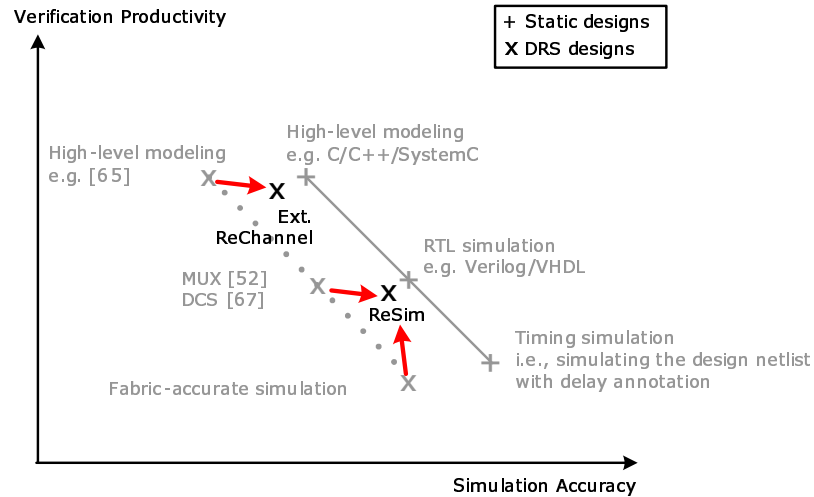 Verification Productivity
+ Static designs
X DRS designs
High-level modeling
e.g. C/C++/SystemC
High-level modeling
e.g. [65]
Ext.
ReChannel
RTL simulation
e.g. Verilog/VHDL
MUX [52]
DCS [67]
ReSim
Timing simulation
i.e., simulating the design netlist
with delay annotation
Fabric-accurate simulation
Simulation Accuracy